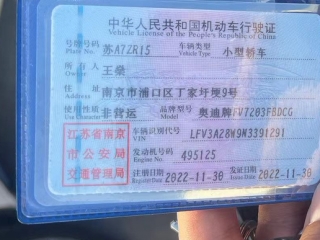 中华人民共和国机动车行驶证
Vehicle License of the People's Republic of China
号牌号码 苏A7ZR15 车辆类型 小型轿车
Plate No. Vehicle Type
所有人 王燊
Owner
住址 南京市浦口区丁家圩埂9号
使用性质 非营运 品牌型号 奥迪牌FV7203FBDCG
Use Character
江苏省南京 车辆识别代号 LFV3A28W9N3391291
VIN
市公安局 发动机号码 495125
Engine No.
交通管理局 注册日期 2022-11-30 发证日期 2022-11-30
Register Date Issue Date